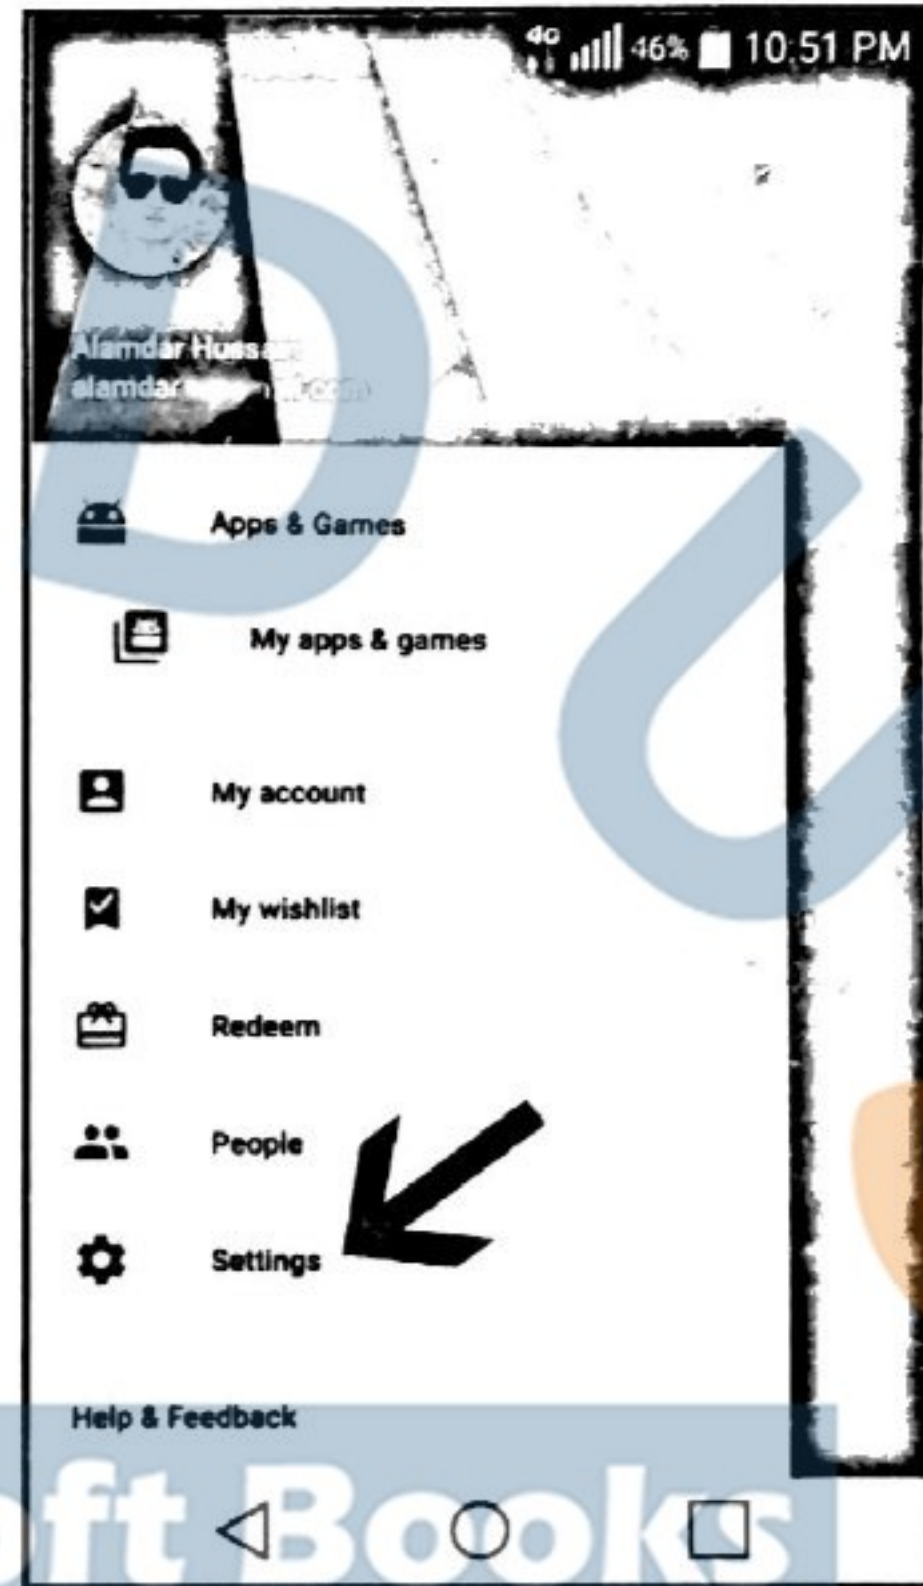 4G 46% 10:51 PM
Alamdar
alamdar
Apps & Games
My apps & games
My account
My wishlist
Redeem
People
Settings
Help & Feedback
Books